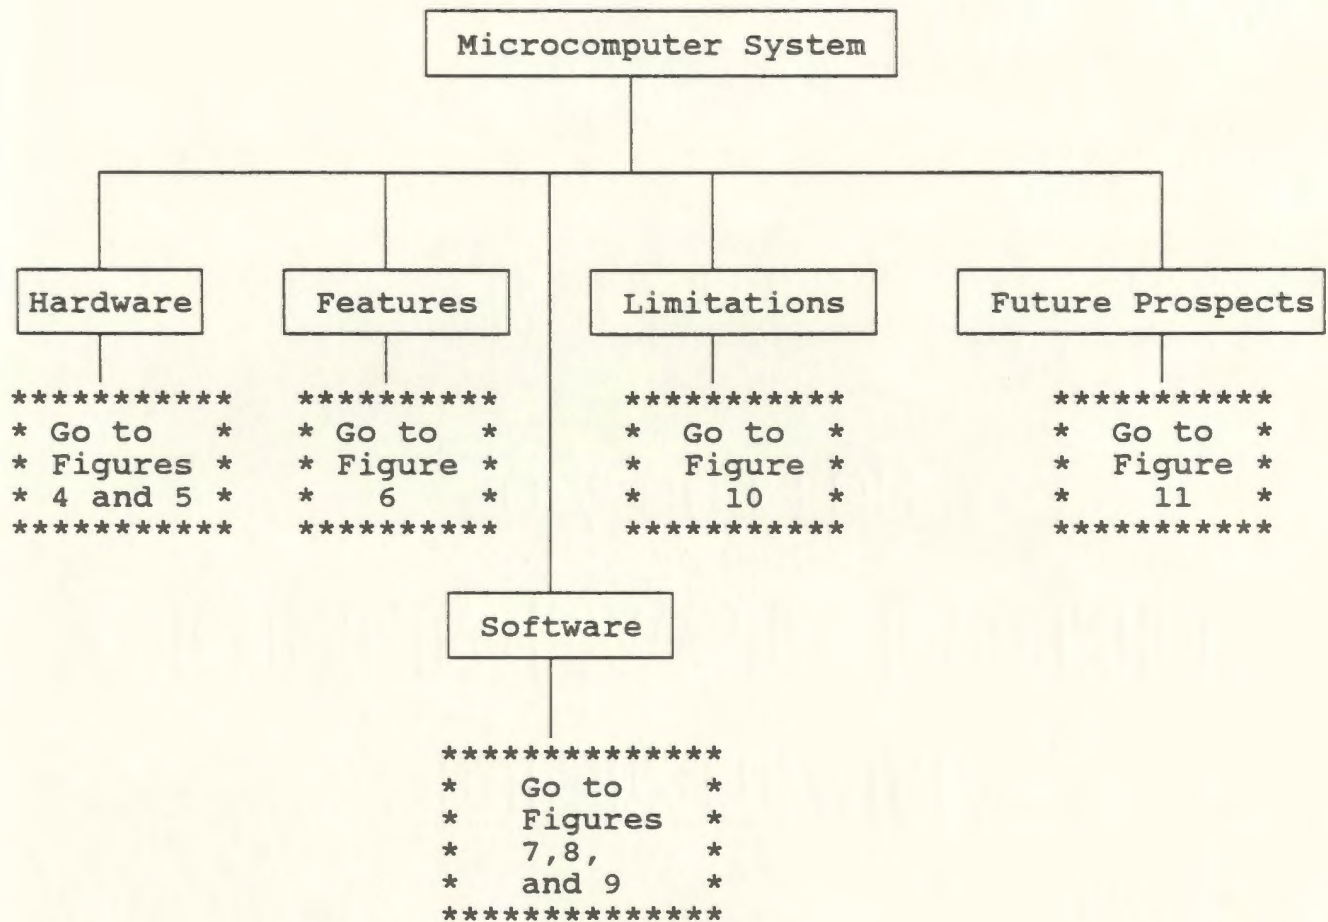 Microcomputer System
Hardware
Features
Limitations
Future Prospects
***********
* Go to *
* Figures *
* 4 and 5 *
***********
**********
* Go to *
* Figure *
* 6 *
**********
***********
* Go to *
* Figure *
* 10 *
***********
***********
* Go to *
* Figure *
* 11 *
***********
Software
**************
* Go to *
* Figures *
* 7,8, *
* and 9 *
**************